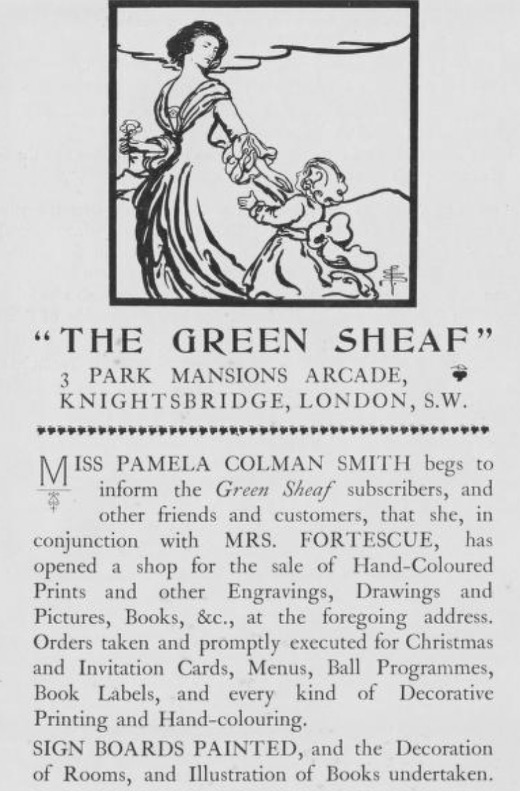 "THE GREEN SHEAF"
3 PARK MANSIONS ARCADE,
KNIGHTSBRIDGE, LONDON, S.W.
MISS PAMELA COLMAN SMITH begs to
inform the Green Sheaf subscribers, and
other friends and customers, that she, in
conjunction with MRS. FORTESCUE, has
opened a shop for the sale of Hand-Coloured
Prints and other Engravings, Drawings and
Pictures, Books, &c., at the foregoing address.
Orders taken and promptly executed for Christmas
and Invitation Cards, Menus, Ball Programmes,
Book Labels, and every kind of Decorative
Printing and Hand-colouring.
SIGN BOARDS PAINTED, and the Decoration
of Rooms, and Illustration of Books undertaken.